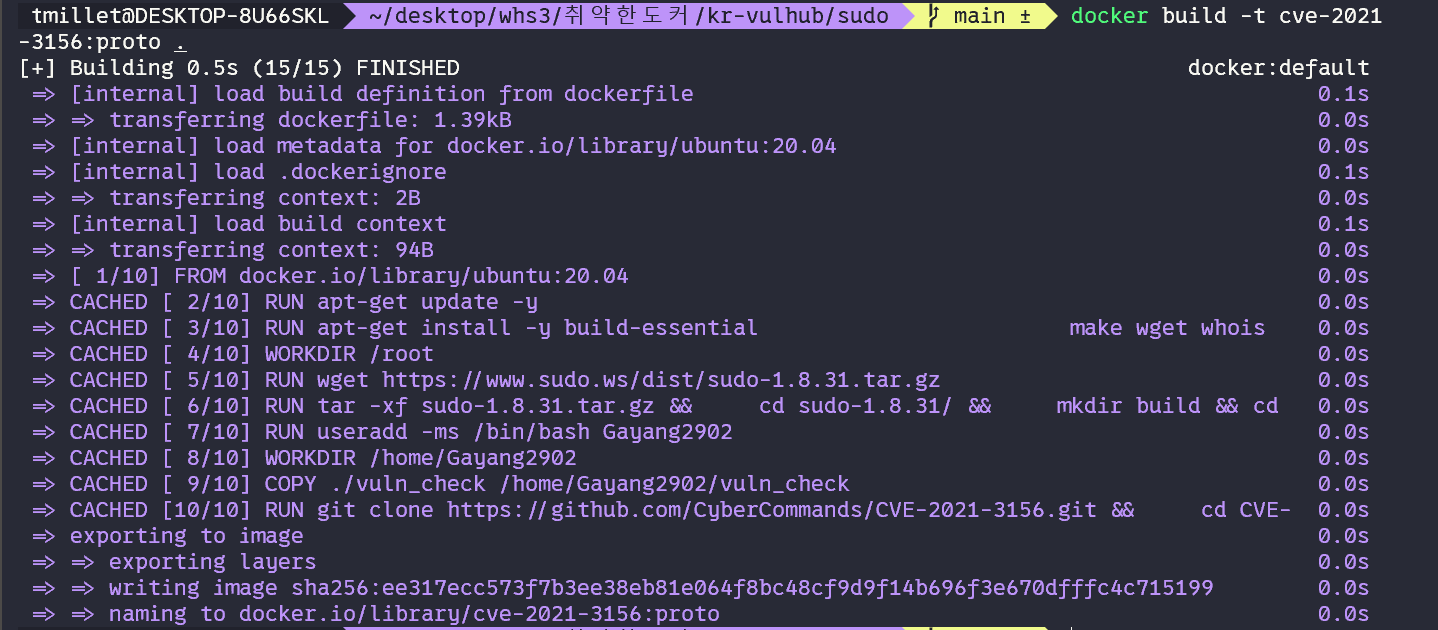 tmillet@DESKTOP-8U66SKL ~/desktop/whs3/취약한도커/kr-vulhub/sudo main ± docker build -t cve-2021
-3156:proto .
[+] Building 0.5s (15/15) FINISHED docker:default
=> [internal] load build definition from dockerfile 0.1s
=> => transferring dockerfile: 1.39kB 0.0s
=> [internal] load metadata for docker.io/library/ubuntu:20.04 0.0s
=> [internal] load .dockerignore 0.1s
=> => transferring context: 2B 0.0s
=> [internal] load build context 0.1s
=> => transferring context: 94B 0.0s
=> [ 1/10] FROM docker.io/library/ubuntu:20.04 0.0s
=> CACHED [ 2/10] RUN apt-get update -y 0.0s
=> CACHED [ 3/10] RUN apt-get install -y build-essential make wget whois 0.0s
=> CACHED [ 4/10] WORKDIR /root 0.0s
=> CACHED [ 5/10] RUN wget https://www.sudo.ws/dist/sudo-1.8.31.tar.gz 0.0s
=> CACHED [ 6/10] RUN tar -xf sudo-1.8.31.tar.gz && cd sudo-1.8.31/ && mkdir build && cd 0.0s
=> CACHED [ 7/10] RUN useradd -ms /bin/bash Gayang2902 0.0s
=> CACHED [ 8/10] WORKDIR /home/Gayang2902 0.0s
=> CACHED [ 9/10] COPY ./vuln_check /home/Gayang2902/vuln_check 0.0s
=> CACHED [10/10] RUN git clone https://github.com/CyberCommands/CVE-2021-3156.git && cd CVE- 0.0s
=> exporting to image 0.0s
=> => exporting layers 0.0s
=> => writing image sha256:ee317ecc573f7b3ee38eb81e064f8bc48cf9d9f14b696f3e670dfffc4c715199 0.0s
=> => naming to docker.io/library/cve-2021-3156:proto 0.0s